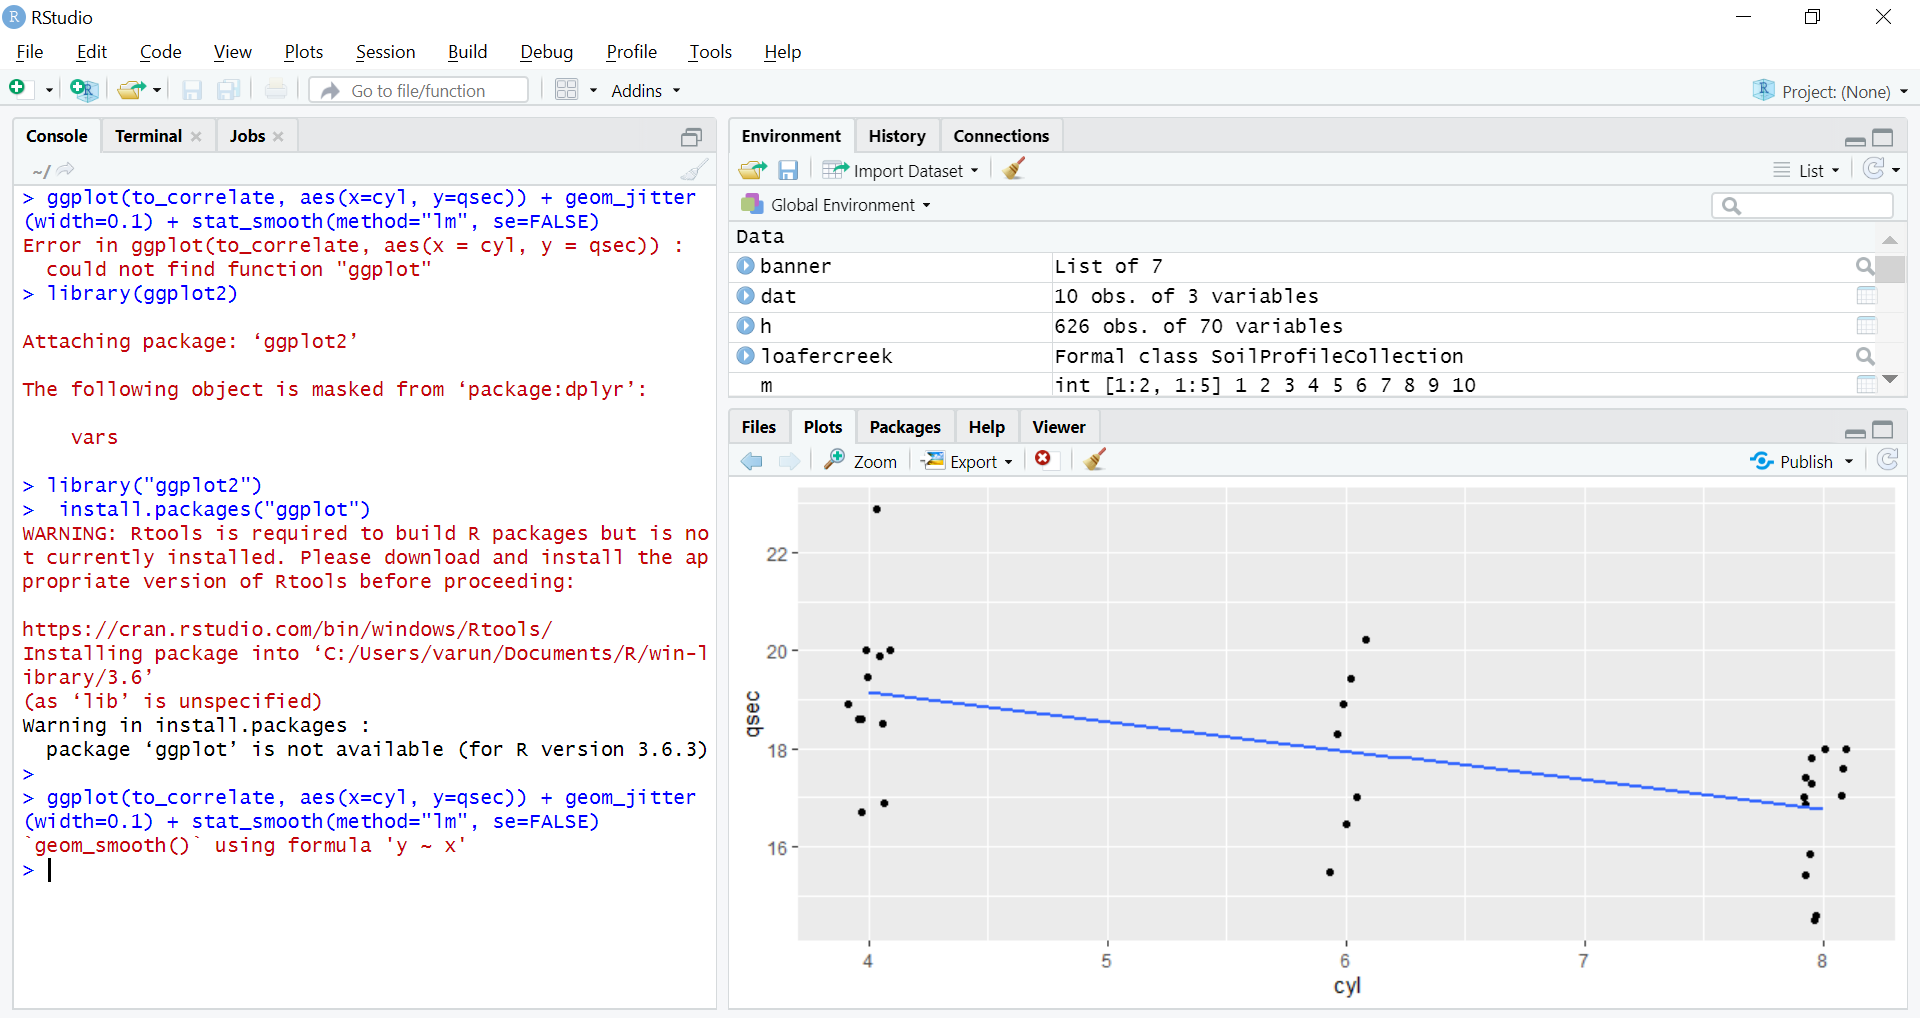 RStudio
File Edit Code View Plots Session Build Debug Profile Tools Help
Go to file/function Addins Project: (None)
Console Terminal Jobs
~/
> ggplot(to_correlate, aes(x=cyl, y=qsec)) + geom_jitter
(width=0.1) + stat_smooth(method="lm", se=FALSE)
Error in ggplot(to_correlate, aes(x = cyl, y = qsec)) :
could not find function "ggplot"
> library(ggplot2)
Attaching package: ‘ggplot2’
The following object is masked from ‘package:dplyr’:
vars
> library("ggplot2")
> install.packages("ggplot")
WARNING: Rtools is required to build R packages but is no
t currently installed. Please download and install the ap
propriate version of Rtools before proceeding:
https://cran.rstudio.com/bin/windows/Rtools/
Installing package into ‘C:/Users/varun/Documents/R/win-l
ibrary/3.6’
(as ‘lib’ is unspecified)
Warning in install.packages :
package ‘ggplot’ is not available (for R version 3.6.3)
>
> ggplot(to_correlate, aes(x=cyl, y=qsec)) + geom_jitter
(width=0.1) + stat_smooth(method="lm", se=FALSE)
`geom_smooth()` using formula 'y ~ x'
>
Environment History Connections
Import Dataset List
Global Environment
Data
banner List of 7
dat 10 obs. of 3 variables
h 626 obs. of 70 variables
loafercreek Formal class SoilProfileCollection
m int [1:2, 1:5] 1 2 3 4 5 6 7 8 9 10
Files Plots Packages Help Viewer
Zoom Export Publish
22
20
18
16
qsec
4 5 6 7 8
cyl